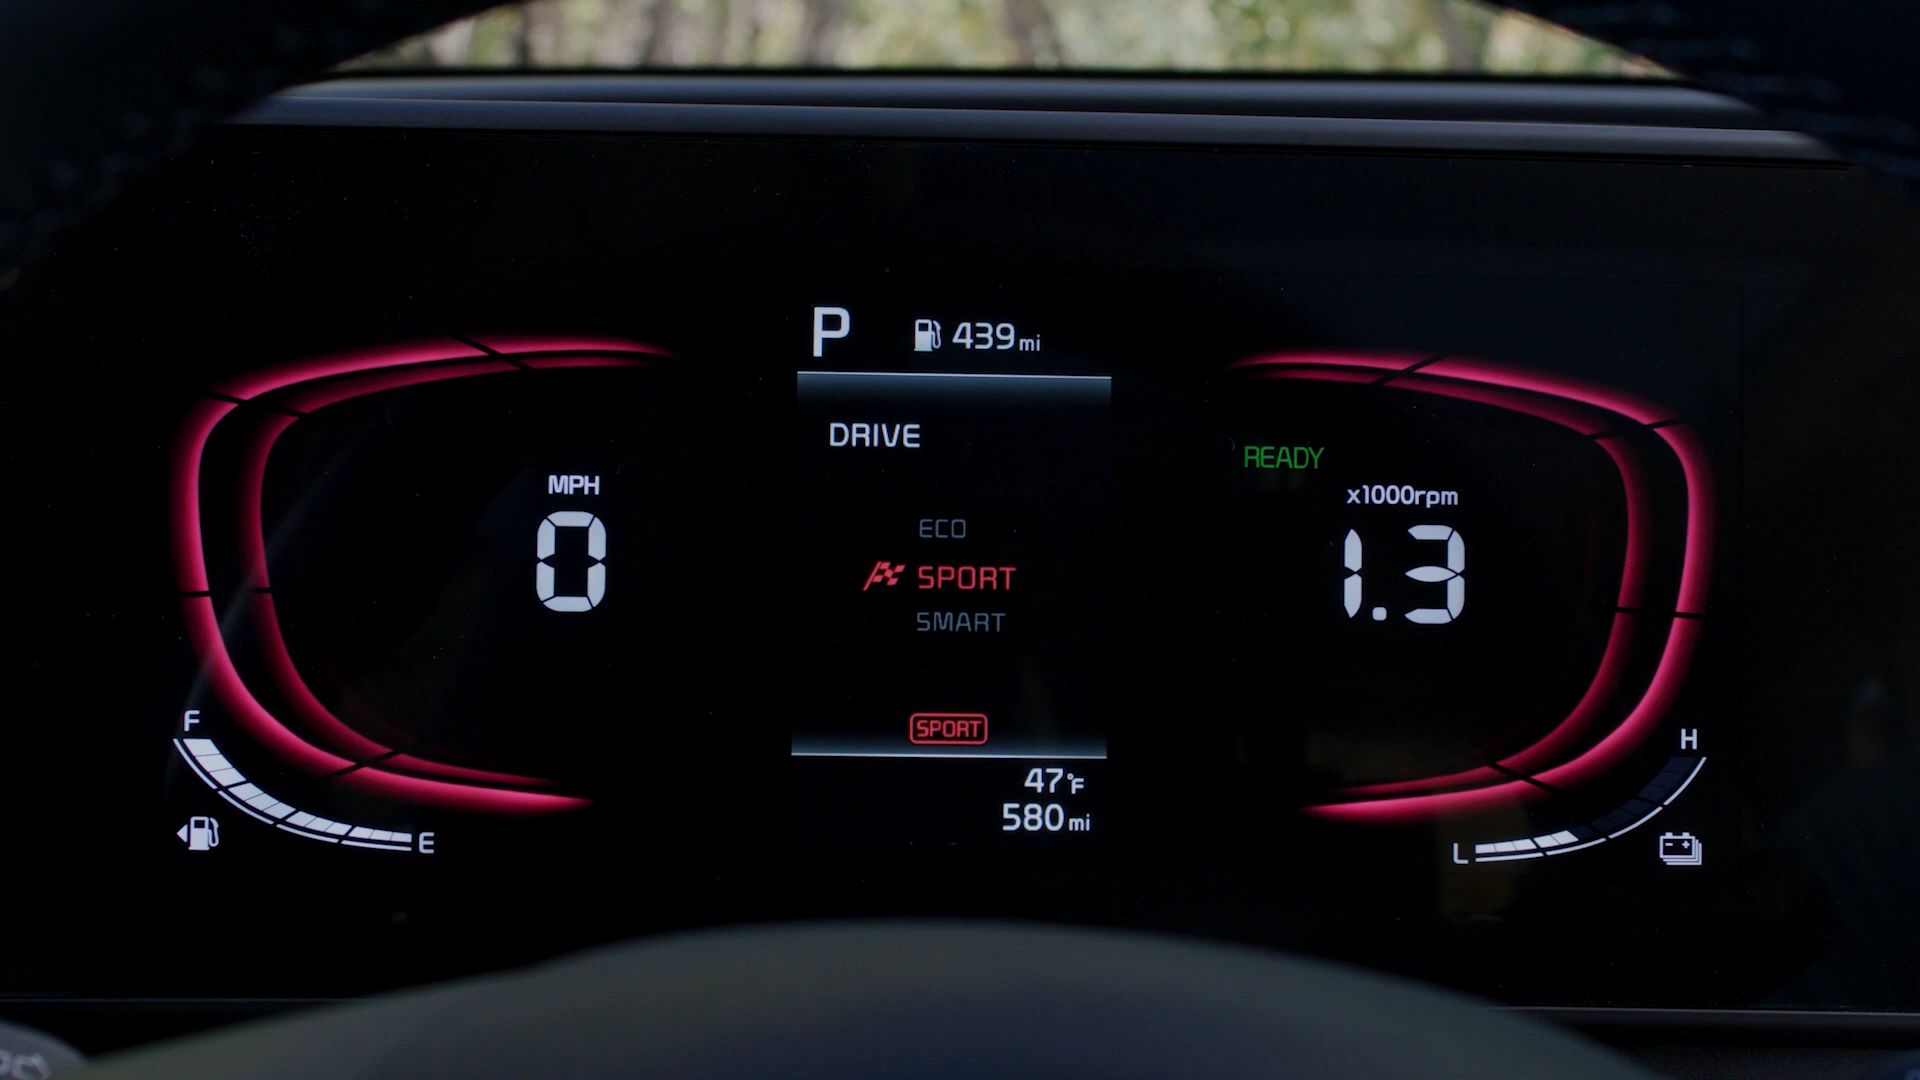 P 439mi
DRIVE
READY
MPH
x1000rpm
0
1.3
ECO
SPORT
SMART
SPORT
F
H
47°F
580mi
E
L
- +